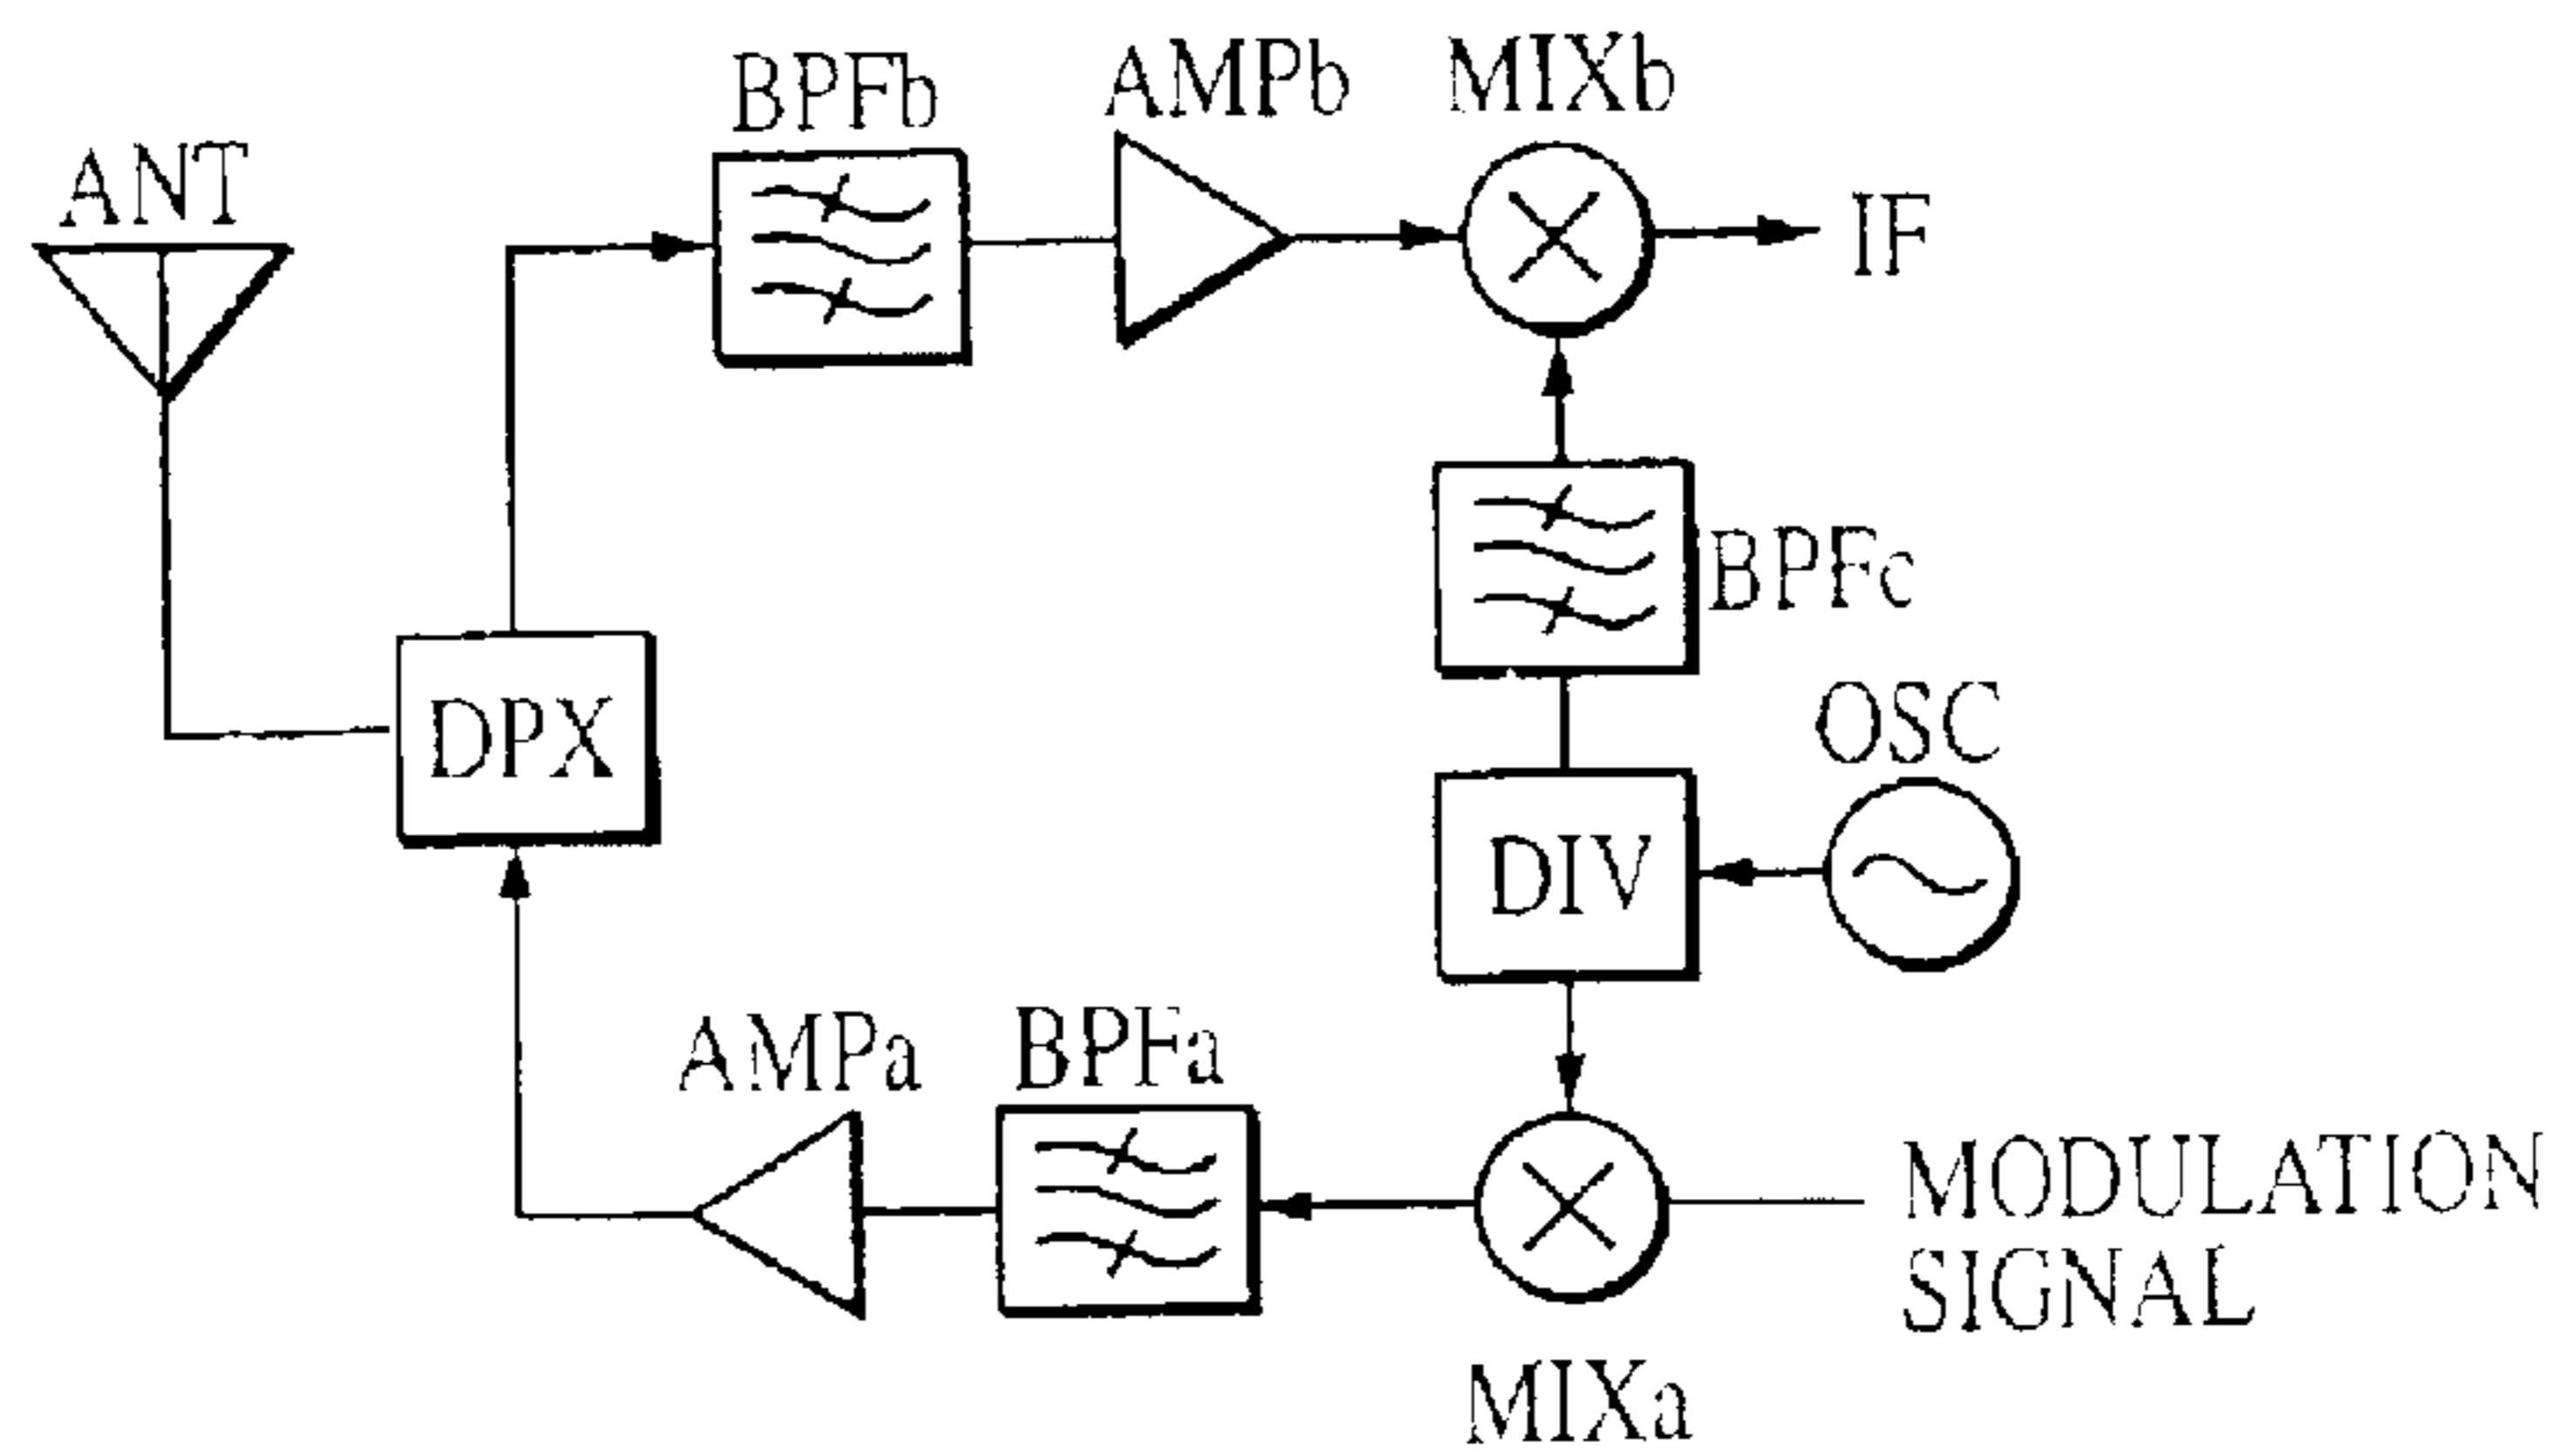 BPFb
AMPb
MIXb
ANT
IF
BPFc
DPX
OSC
DIV
AMPa
BPFa
MODULATION
SIGNAL
MIXa